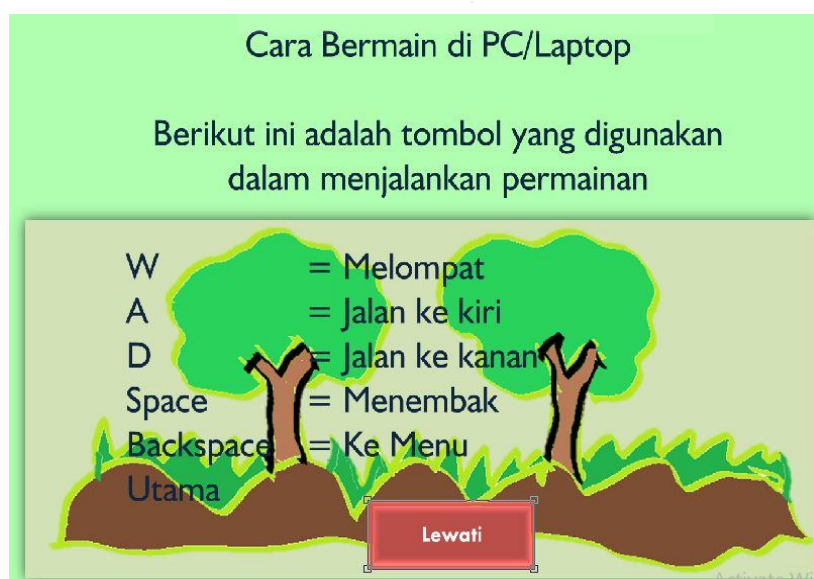 Cara Bermain di PC/Laptop
Berikut ini adalah tombol yang digunakan
dalam menjalankan permainan
W = Melompat
A = Jalan ke kiri
D = Jalan ke kanan
Space = Menembak
Backspace = Ke Menu
Utama
Lewati